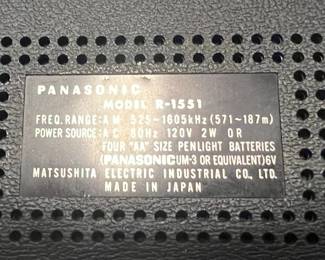 PANASONIC
MODEL R-1551
FREQ. RANGE: AM 525~1605kHz (571~187m)
POWER SOURCE: AC 60Hz 120V 2W OR
FOUR "AA" SIZE PENLIGHT BATTERIES
(PANASONIC UM-3 OR EQUIVALENT) 6V
MATSUSHITA ELECTRIC INDUSTRIAL CO., LTD.
MADE IN JAPAN